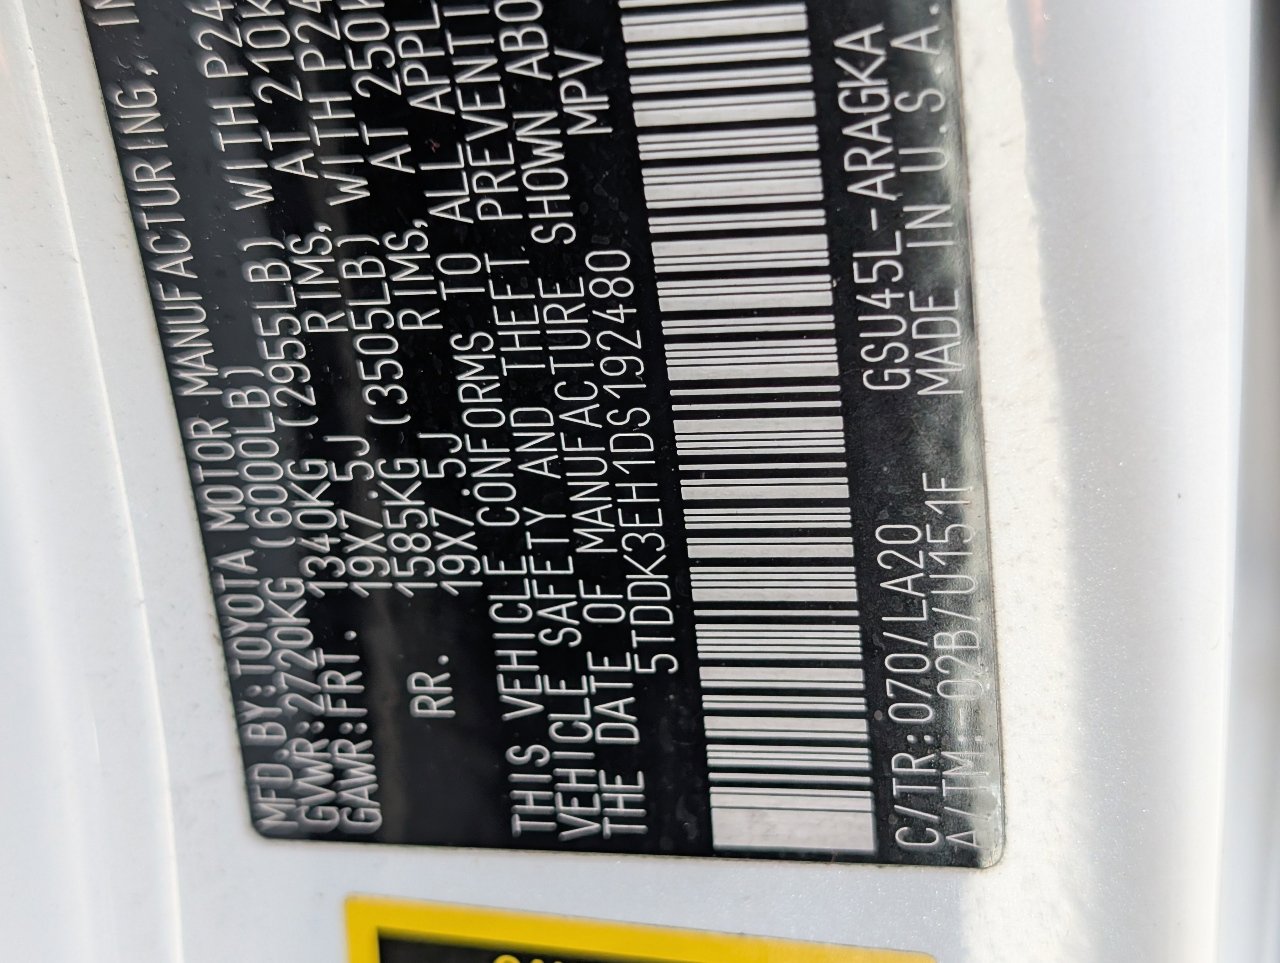 MFD.BY:TOYOTA MOTOR MANUFACTURING,
GVWR:2720KG (6000LB)
GAWR:FRT. 1340KG (2955LB) WITH P24
19X7.5J RIMS, AT 210K
RR. 1585KG (3505LB) WITH P24
19X7.5J RIMS, AT 250K
THIS VEHICLE CONFORMS TO ALL APPL
VEHICLE SAFETY AND THEFT PREVENTI
THE DATE OF MANUFACTURE SHOWN ABO
5TDDK3EH1DS192480 MPV
C/TR:070/LA20 GSU45L-ARAGKA
A/TM:-02B/U151F MADE IN U.S.A.